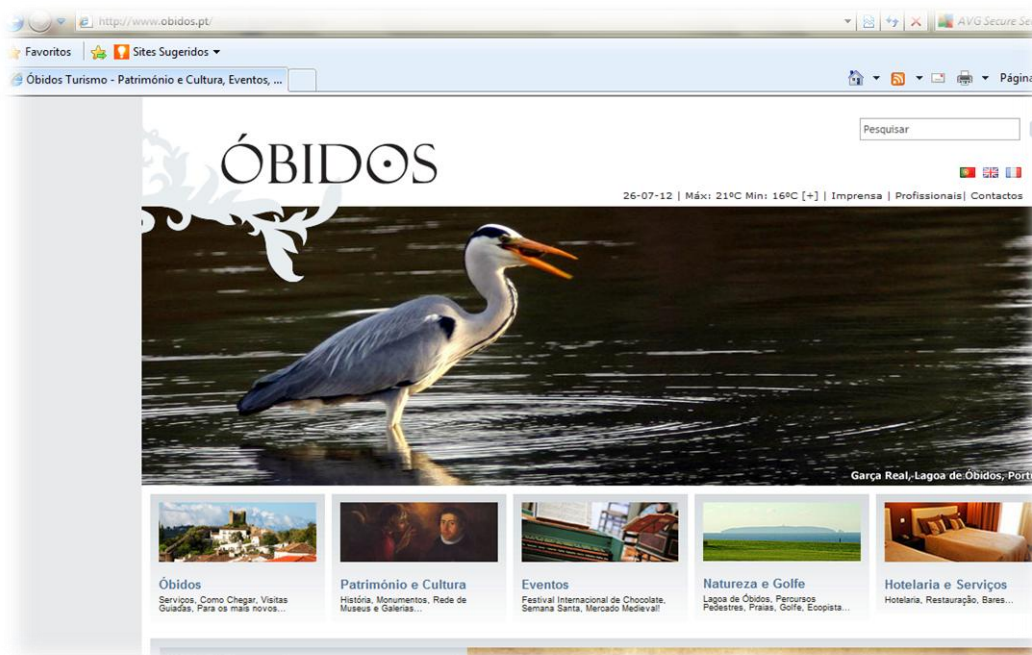 http://www.obidos.pt/
AVG Secure Se
Favoritos
Sites Sugeridos
Óbidos Turismo - Património e Cultura, Eventos, ...
Página
Pesquisar
ÓBIDOS
26-07-12 | Máx: 21ºC Min: 16ºC [+] | Imprensa | Profissionais| Contactos
Garça Real, Lagoa de Óbidos, Port
Óbidos
Serviços, Como Chegar, Visitas
Guiadas, Para os mais novos...
Património e Cultura
História, Monumentos, Rede de
Museus e Galerias...
Eventos
Festival Internacional de Chocolate,
Semana Santa, Mercado Medieval!
Natureza e Golfe
Lagoa de Óbidos, Percursos
Pedestres, Praias, Golfe, Ecopista...
Hotelaria e Serviços
Hotelaria, Restauração, Bares...